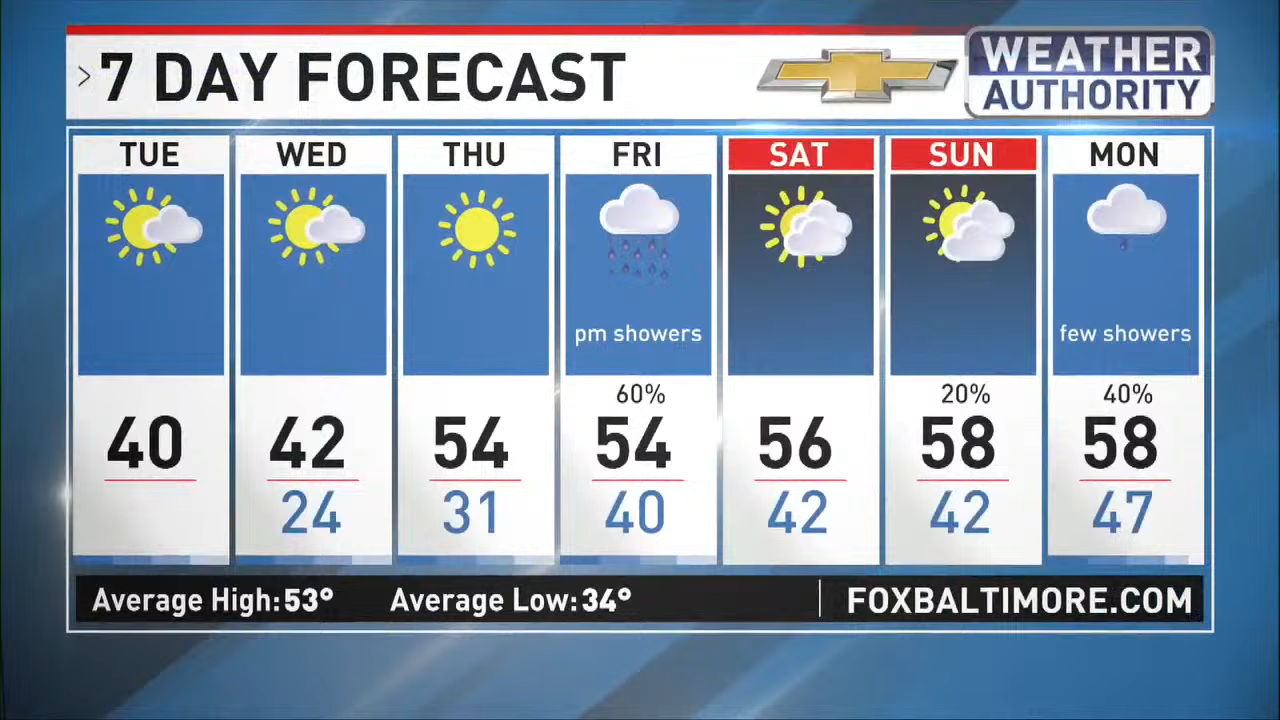 7 DAY FORECAST
WEATHER
AUTHORITY
TUE
40
WED
42
24
THU
54
31
FRI
pm showers
60%
54
40
SAT
56
42
SUN
20%
58
42
MON
few showers
40%
58
47
Average High: 53° Average Low: 34°
FOXBALTIMORE.COM